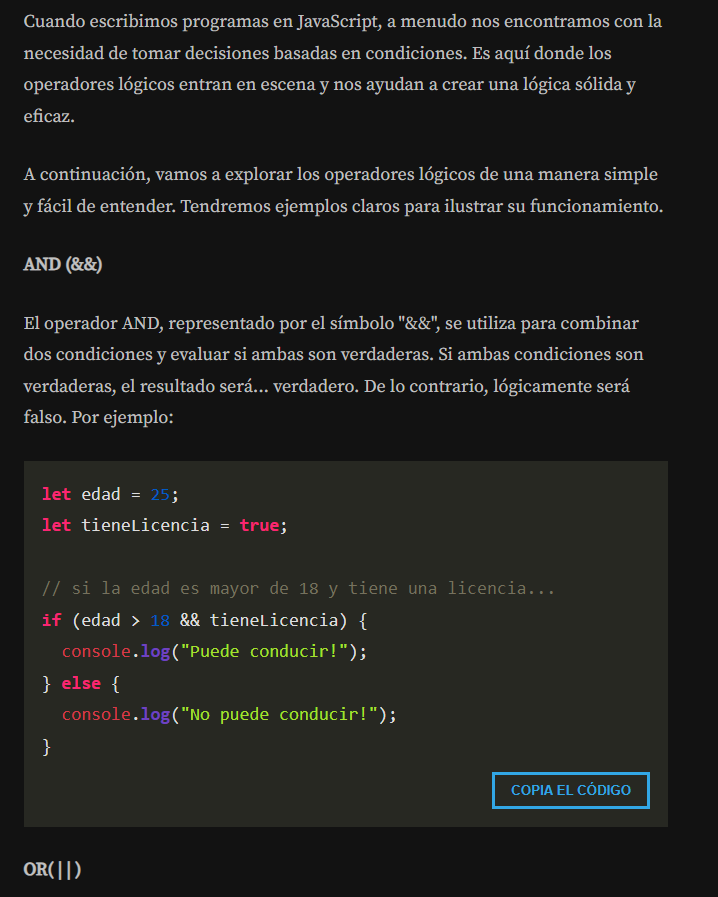 Cuando escribimos programas en JavaScript, a menudo nos encontramos con la
necesidad de tomar decisiones basadas en condiciones. Es aquí donde los
operadores lógicos entran en escena y nos ayudan a crear una lógica sólida y
eficaz.
A continuación, vamos a explorar los operadores lógicos de una manera simple
y fácil de entender. Tendremos ejemplos claros para ilustrar su funcionamiento.
AND (&&)
El operador AND, representado por el símbolo "&&", se utiliza para combinar
dos condiciones y evaluar si ambas son verdaderas. Si ambas condiciones son
verdaderas, el resultado será... verdadero. De lo contrario, lógicamente será
falso. Por ejemplo:
let edad = 25;
let tieneLicencia = true;
// si la edad es mayor de 18 y tiene una licencia...
if (edad > 18 && tieneLicencia) {
  console.log("Puede conducir!");
} else {
  console.log("No puede conducir!");
}
COPIA EL CÓDIGO
OR(||)